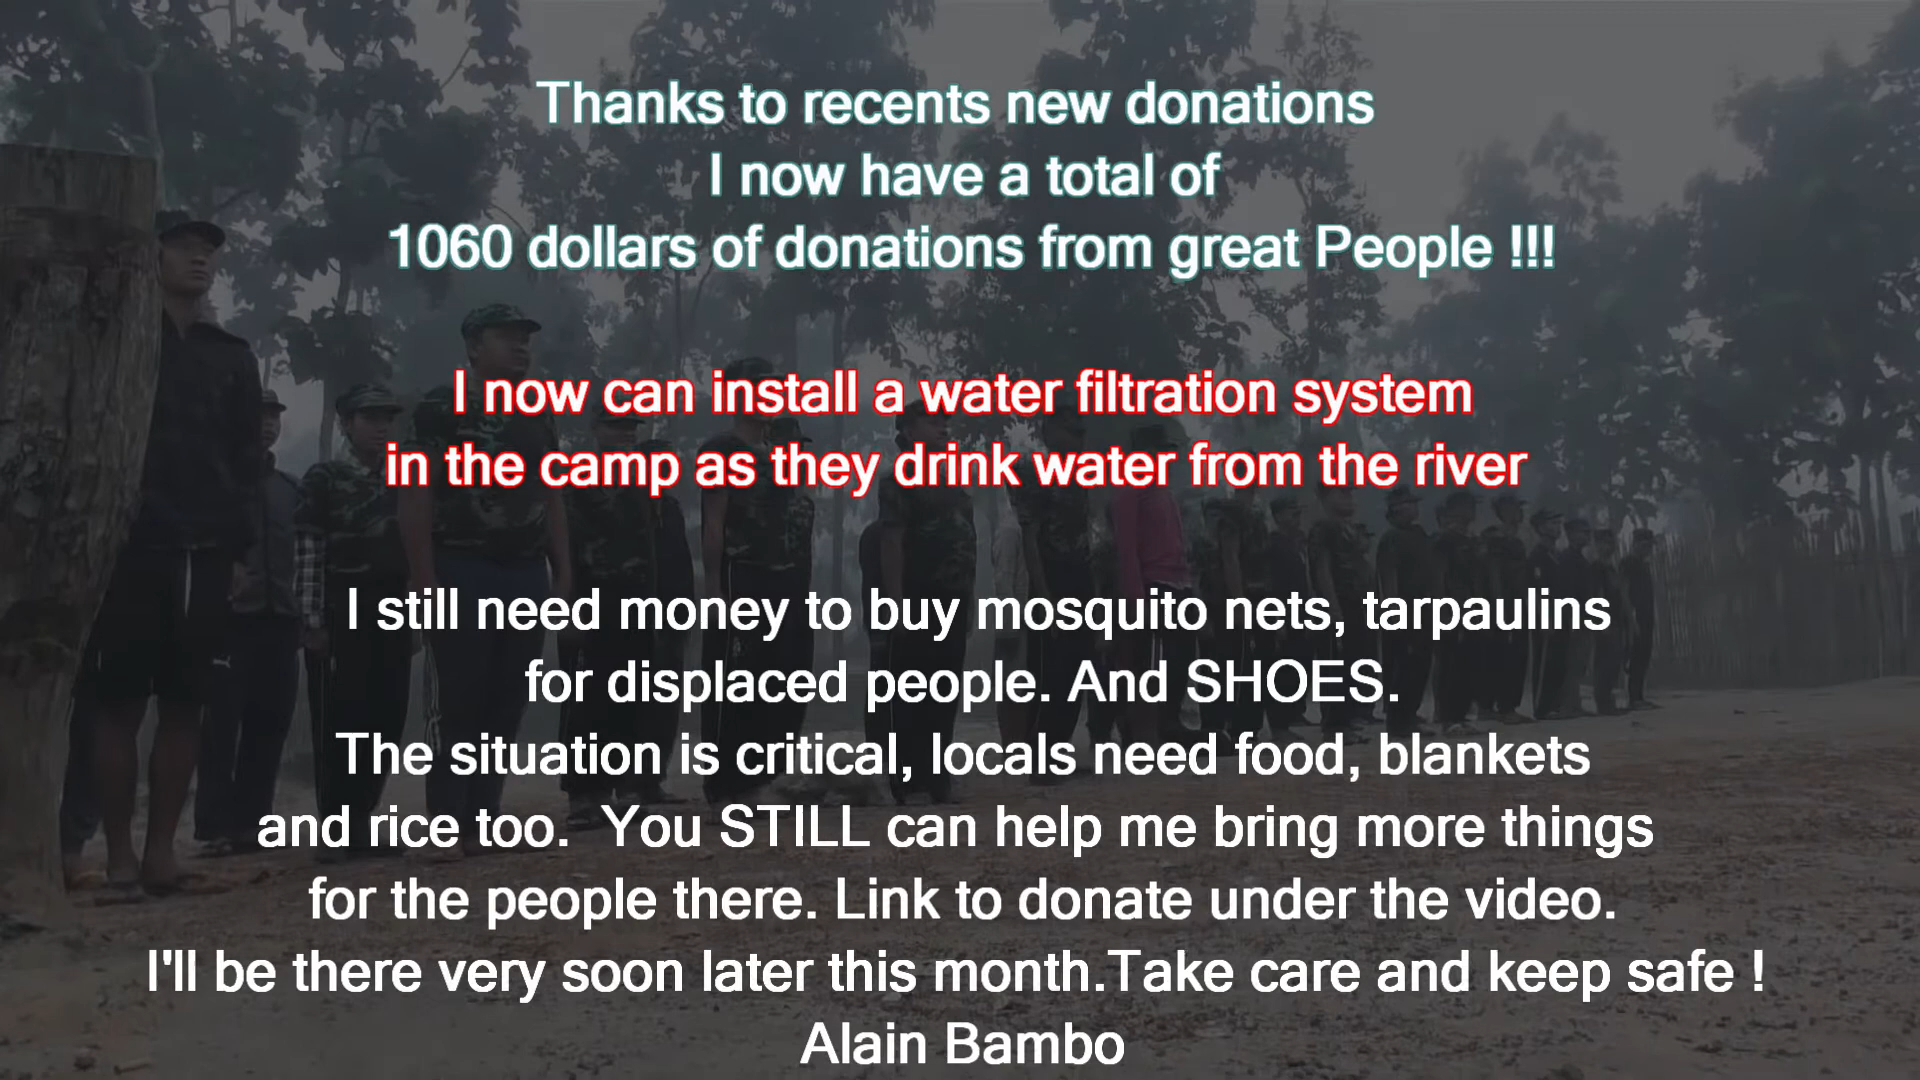 Thanks to recents new donations
I now have a total of
1060 dollars of donations from great People !!!
I now can install a water filtration system
in the camp as they drink water from the river
I still need money to buy mosquito nets, tarpaulins
for displaced people. And SHOES.
The situation is critical, locals need food, blankets
and rice too.  You STILL can help me bring more things
for the people there. Link to donate under the video.
I'll be there very soon later this month.Take care and keep safe !
Alain Bambo